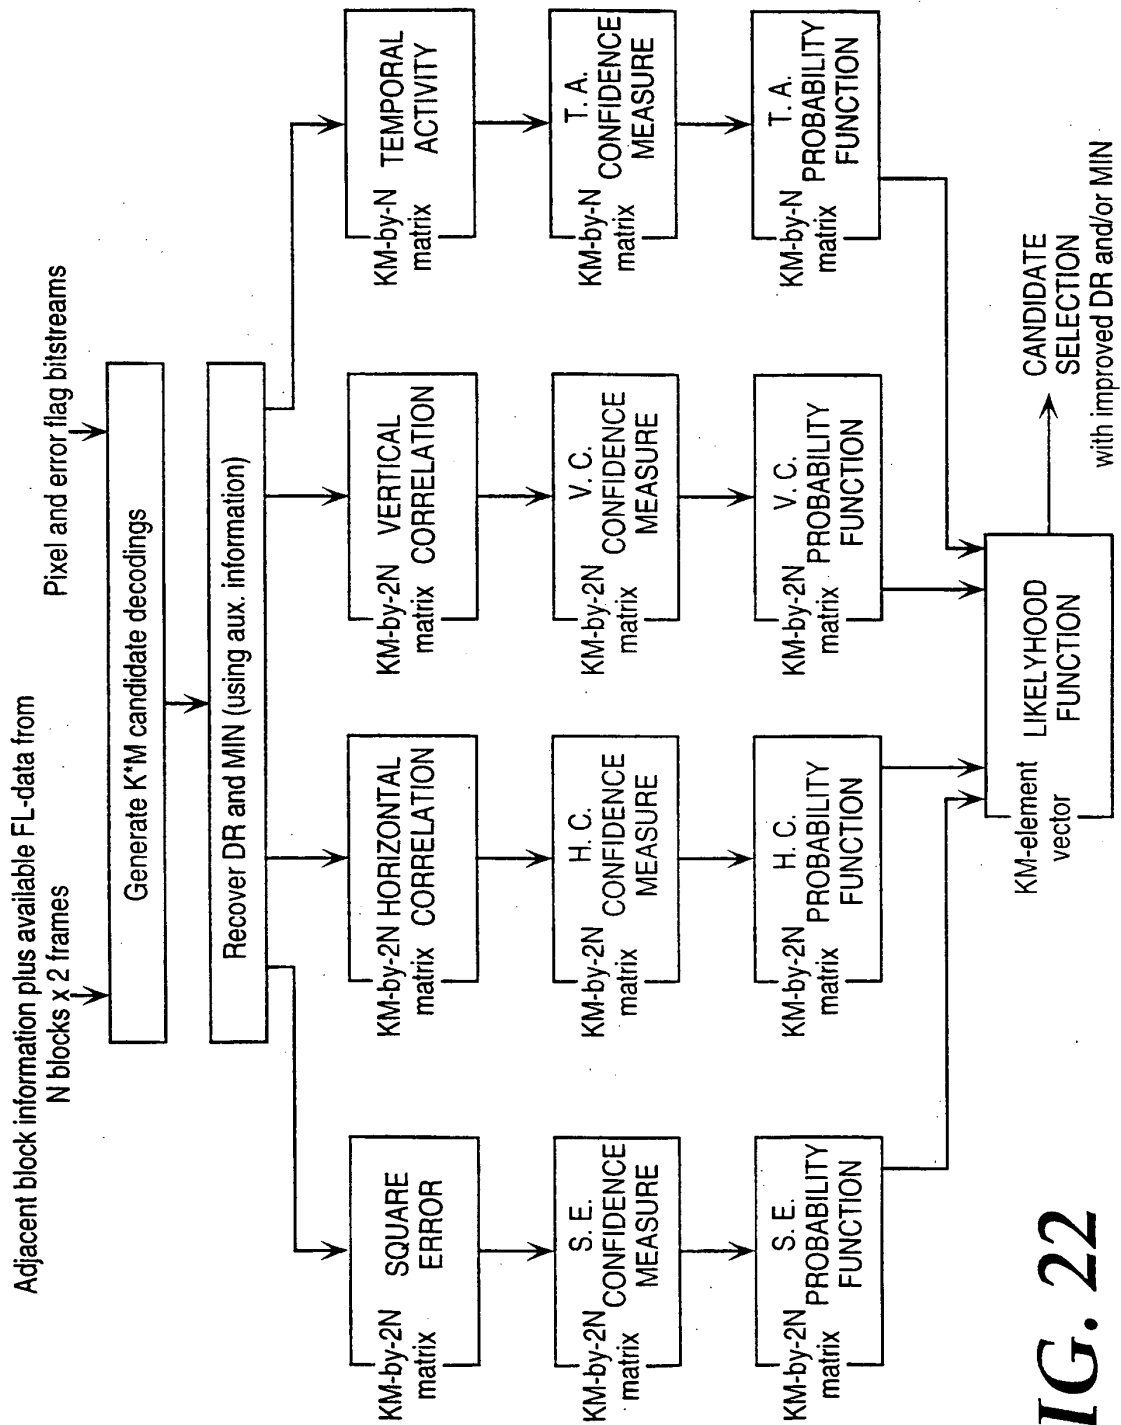 Adjacent block information plus available FL-data from
N blocks x 2 frames
Pixel and error flag bitstreams
Generate K*M candidate decodings
Recover DR and MIN (using aux. information)
KM-by-2N
matrix
SQUARE
ERROR
KM-by-2N
matrix
HORIZONTAL
CORRELATION
KM-by-2N
matrix
VERTICAL
CORRELATION
KM-by-N
matrix
TEMPORAL
ACTIVITY
KM-by-2N
matrix
S. E.
CONFIDENCE
MEASURE
KM-by-2N
matrix
H. C.
CONFIDENCE
MEASURE
KM-by-2N
matrix
V. C.
CONFIDENCE
MEASURE
KM-by-N
matrix
T. A.
CONFIDENCE
MEASURE
KM-by-2N
matrix
S. E.
PROBABILITY
FUNCTION
KM-by-2N
matrix
H. C.
PROBABILITY
FUNCTION
KM-by-2N
matrix
V. C.
PROBABILITY
FUNCTION
KM-by-N
matrix
T. A.
PROBABILITY
FUNCTION
KM-element
vector
LIKELYHOOD
FUNCTION
CANDIDATE
SELECTION
with improved DR and/or MIN
IG. 22